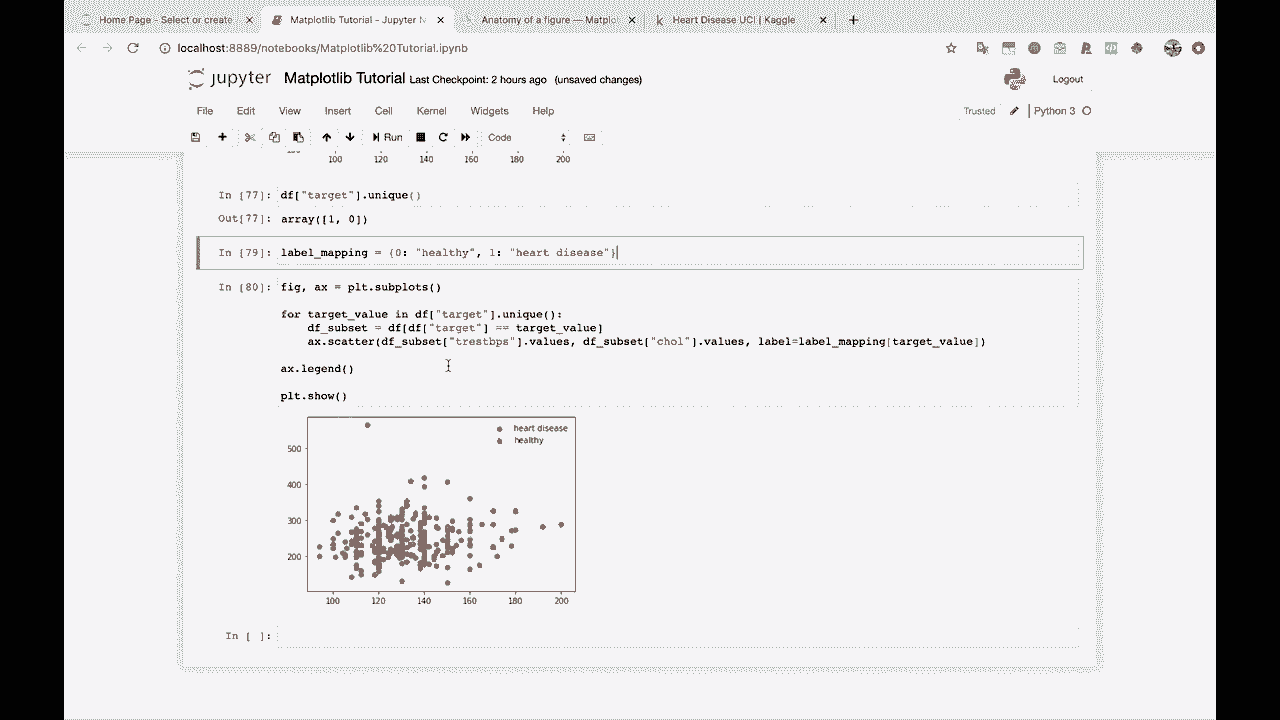 Home Page - Select or create
Matplotlib Tutorial - Jupyter N
Anatomy of a figure — Matplot
Heart Disease UCI | Kaggle
localhost:8889/notebooks/Matplotlib%20Tutorial.ipynb
jupyter Matplotlib Tutorial Last Checkpoint: 2 hours ago (unsaved changes)
Logout
File Edit View Insert Cell Kernel Widgets Help
Trusted Python 3
Run Code
100 120 140 160 180 200
In [77]: df["target"].unique()
Out[77]: array([1, 0])
In [79]: label_mapping = {0: "healthy", 1: "heart disease"}
In [80]: fig, ax = plt.subplots()
for target_value in df["target"].unique():
df_subset = df[df["target"] == target_value]
ax.scatter(df_subset["trestbps"].values, df_subset["chol"].values, label=label_mapping[target_value])
ax.legend()
plt.show()
heart disease
healthy
500
400
300
200
100 120 140 160 180 200
In [ ]: